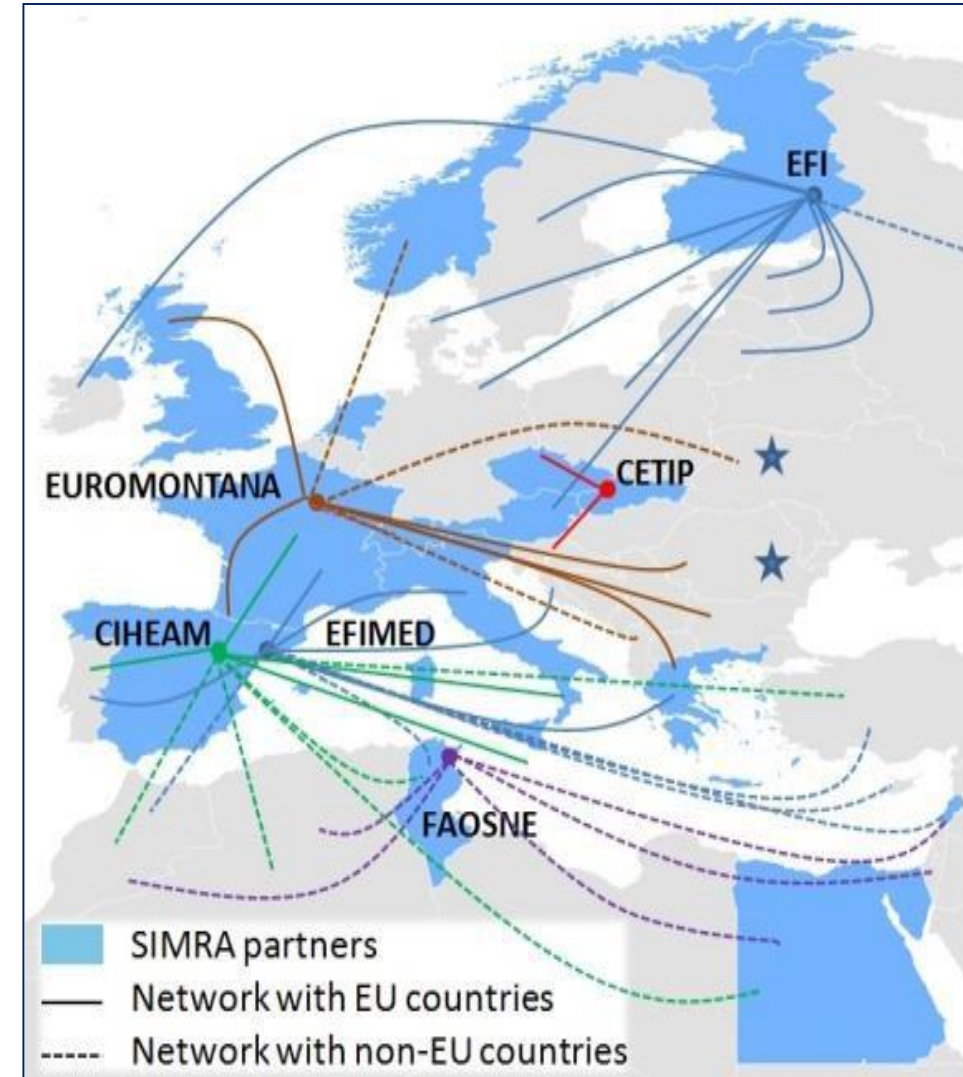 EFI
CETIP
EUROMONTANA
CIHEAM
EFIMED
FAOSNE
SIMRA partners
Network with EU countries
Network with non-EU countries